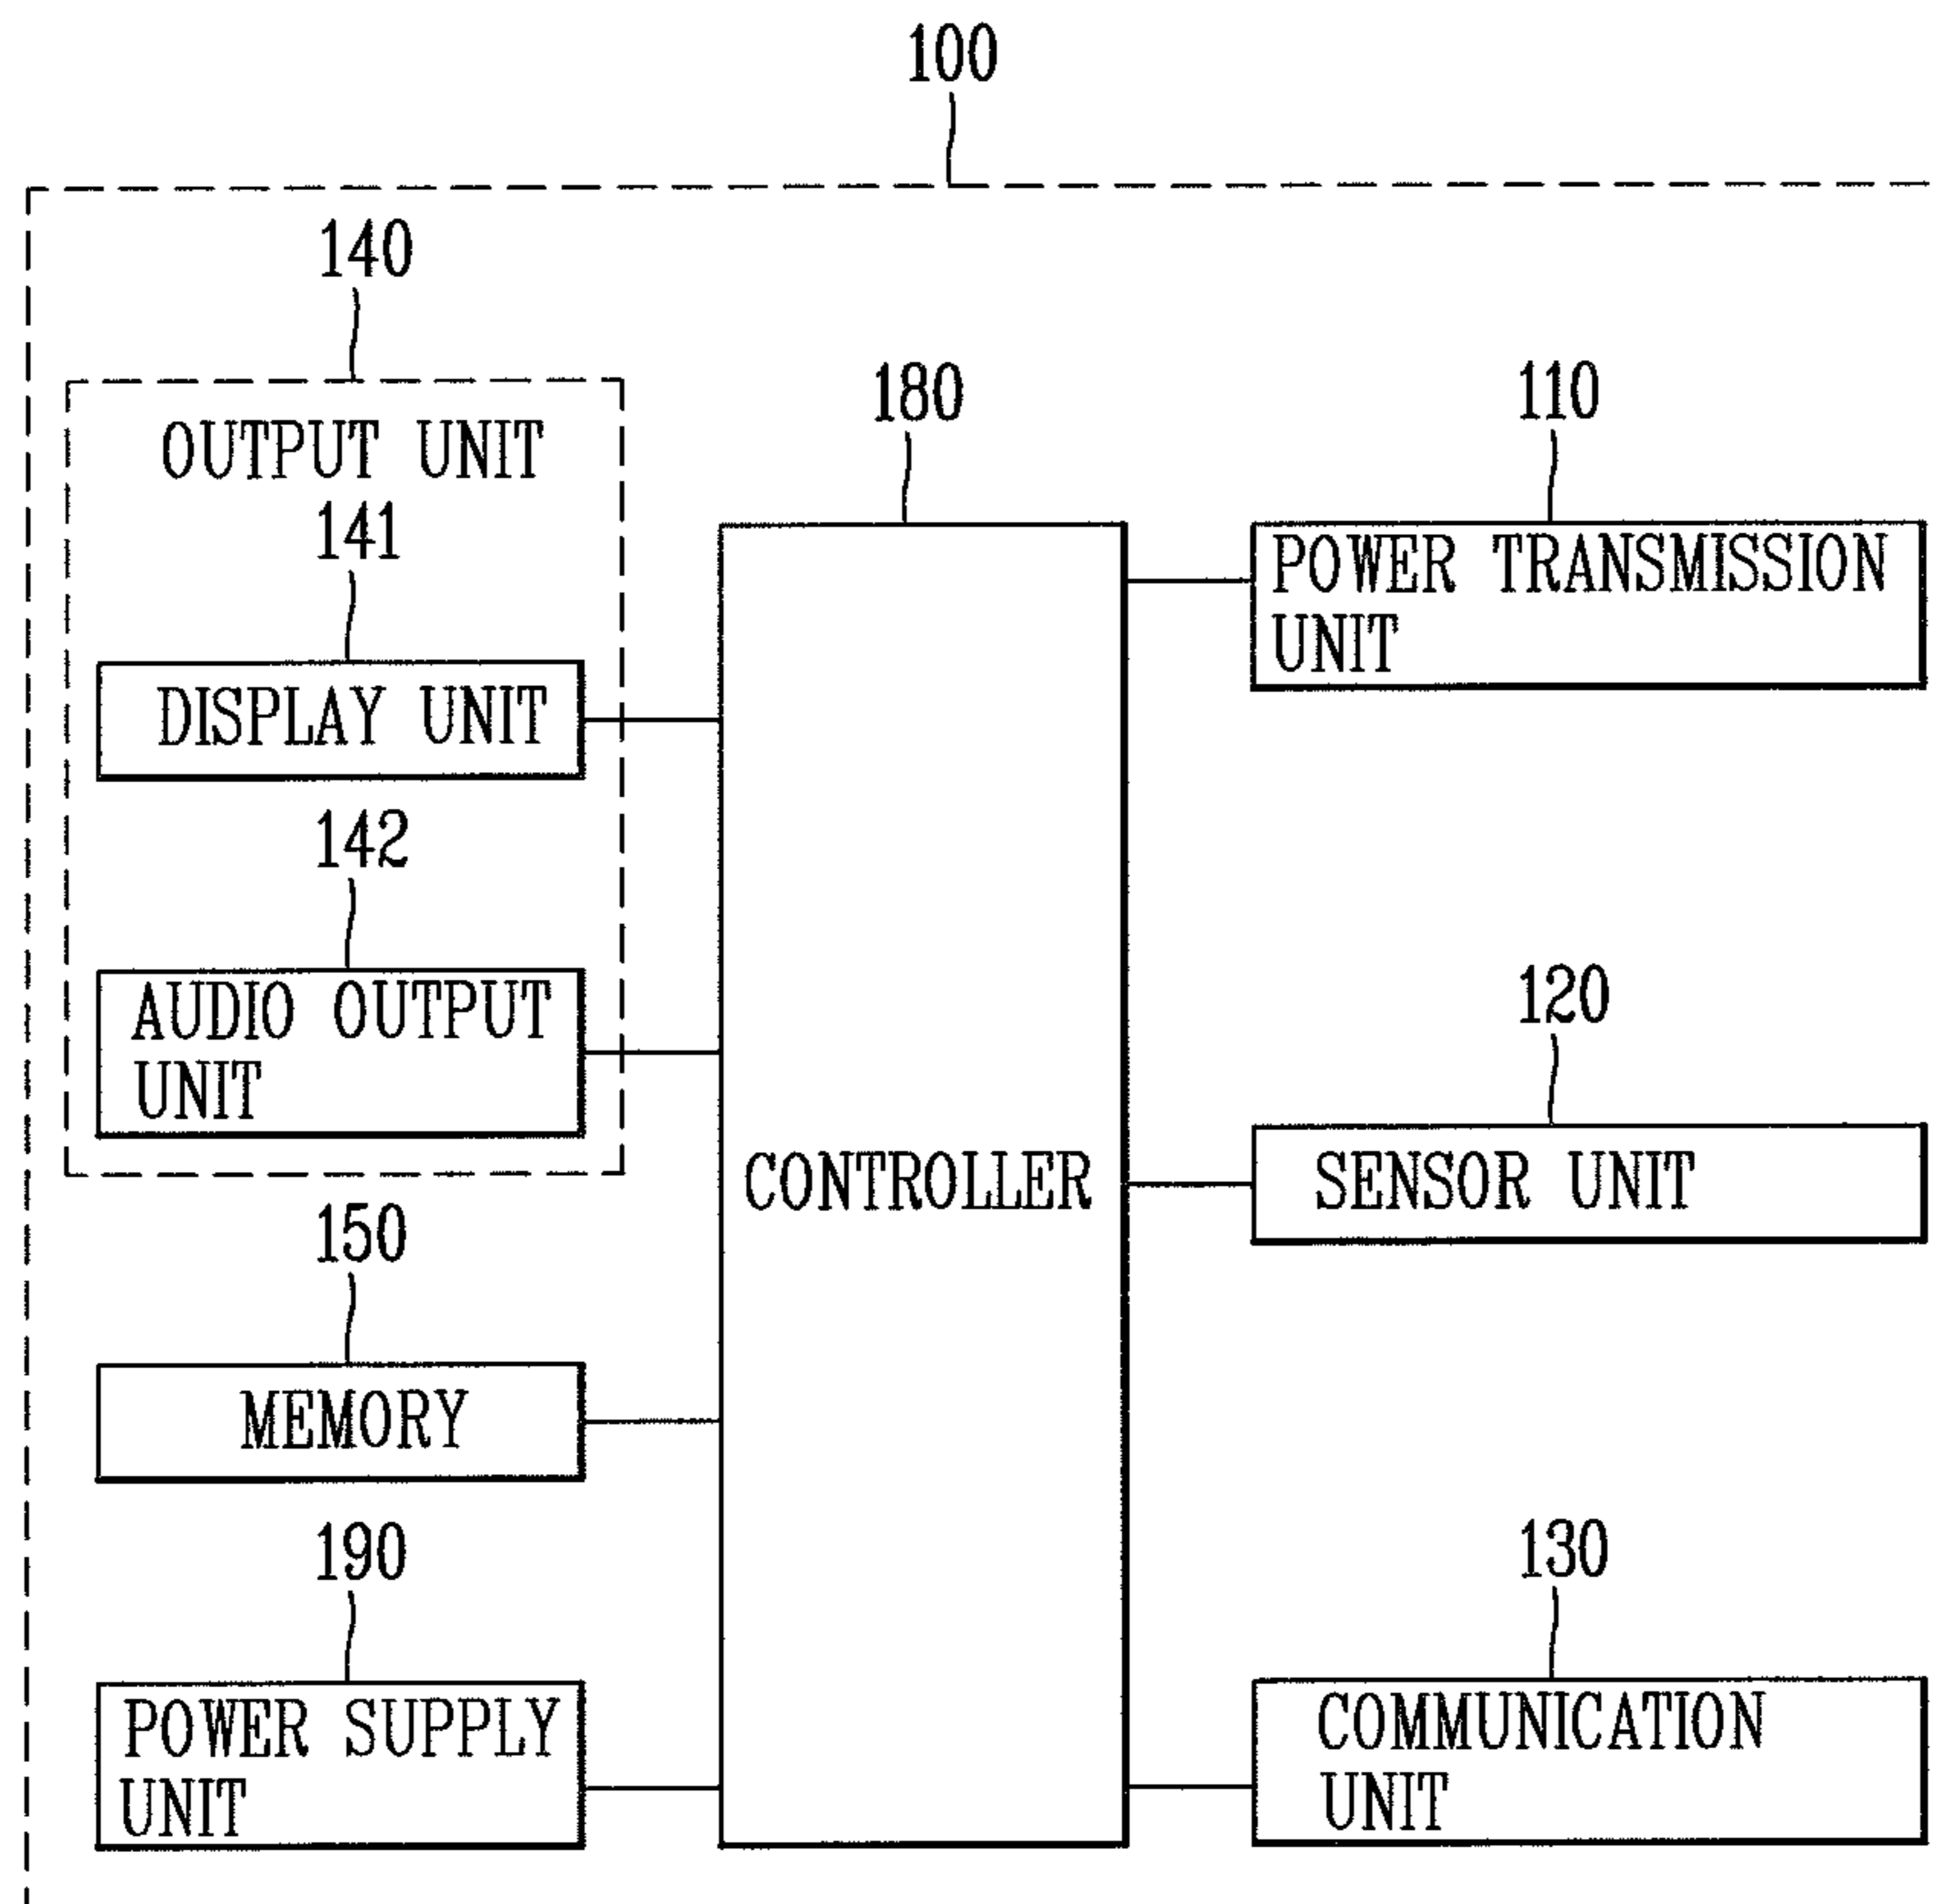 100
140
OUTPUT UNIT
141
DISPLAY UNIT
142
AUDIO OUTPUT
UNIT
150
MEMORY
190
POWER SUPPLY
UNIT
180
CONTROLLER
110
POWER TRANSMISSION
UNIT
120
SENSOR UNIT
130
COMMUNICATION
UNIT